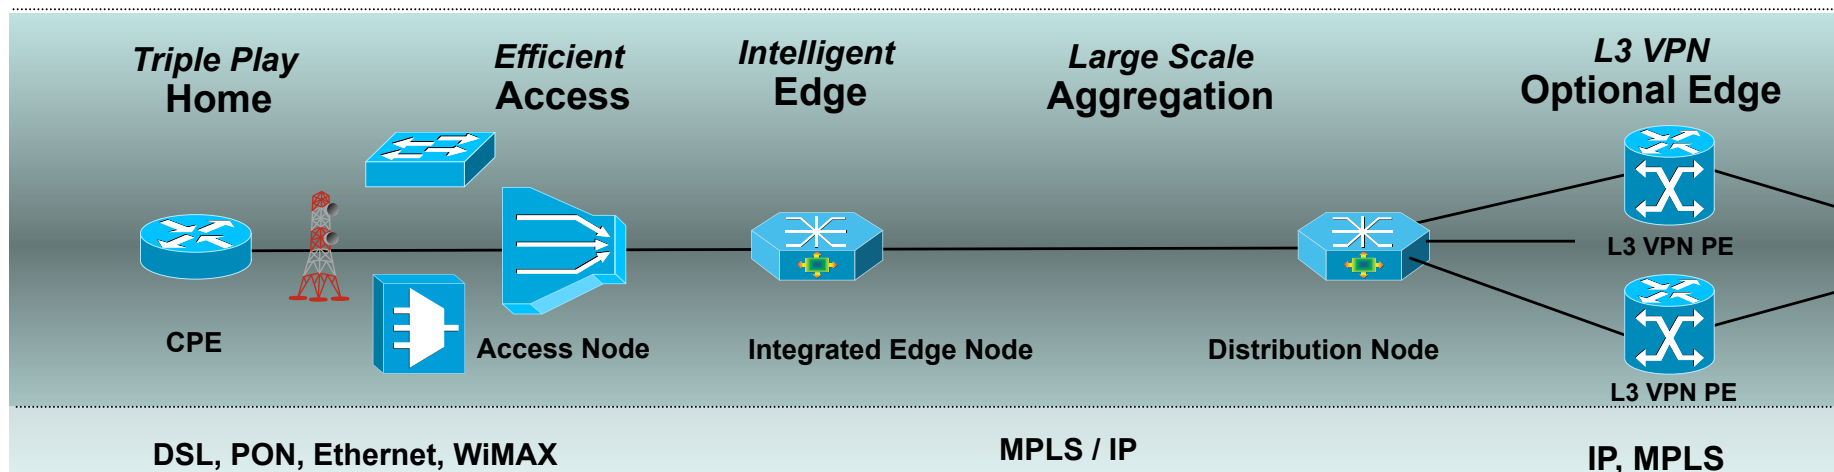 Triple Play
Home
Efficient
Access
Intelligent
Edge
Large Scale
Aggregation
L3 VPN
Optional Edge
L3 VPN PE
CPE
Access Node
Integrated Edge Node
Distribution Node
L3 VPN PE
DSL, PON, Ethernet, WiMAX
MPLS / IP
IP, MPLS